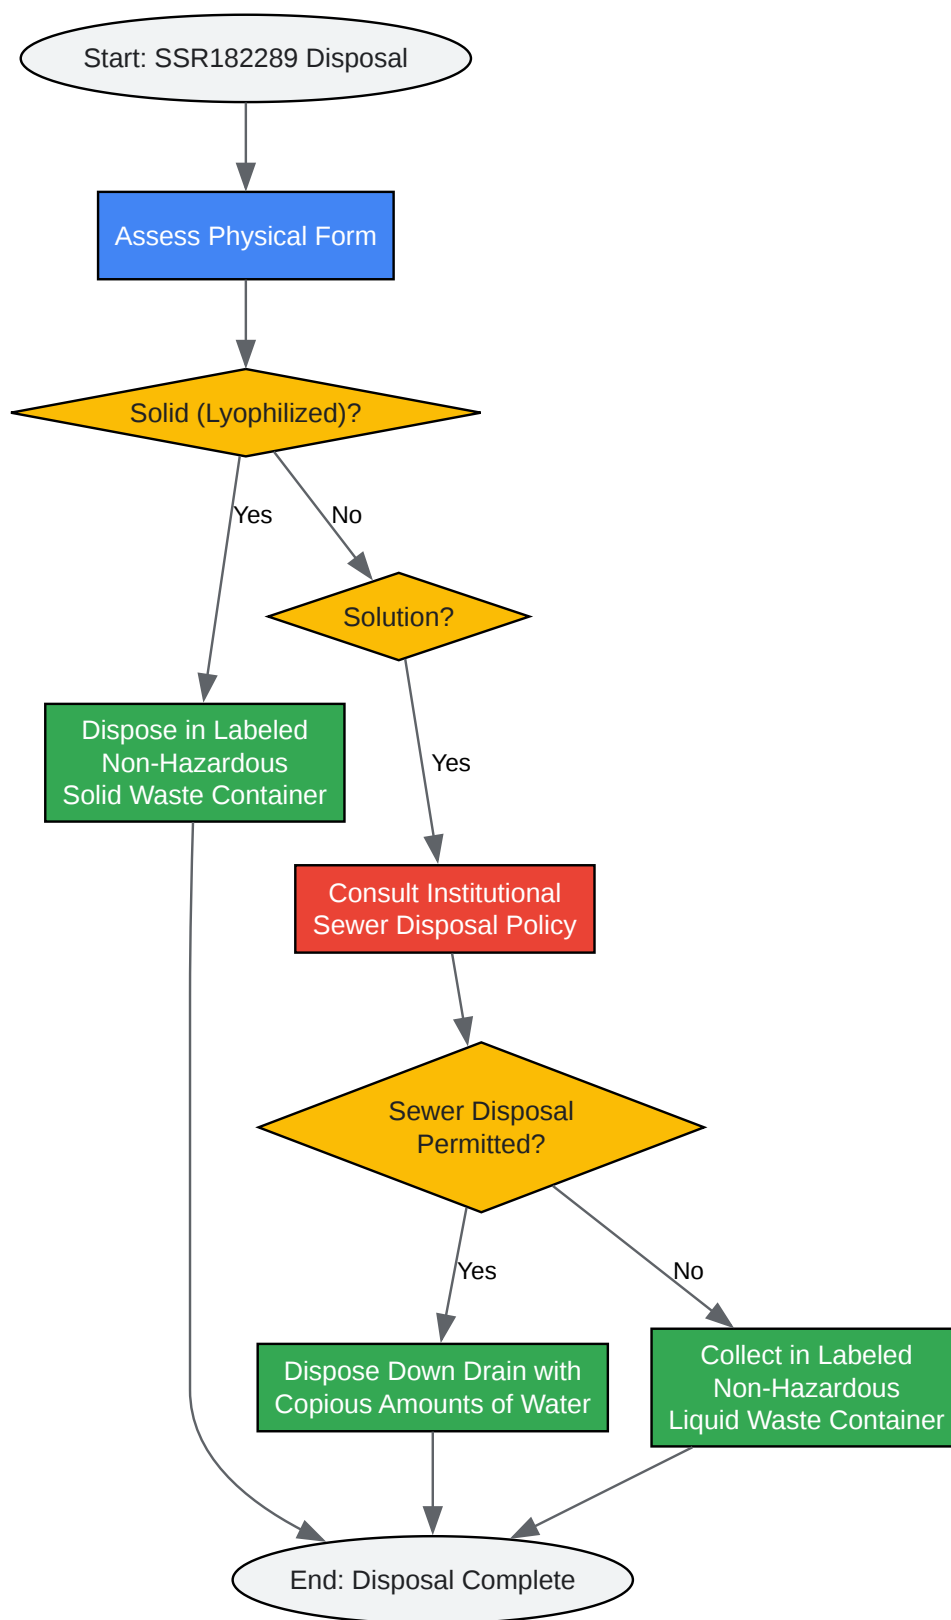 Start: SSR182289 Disposal
Assess Physical Form
Solid (Lyophilized)?
Yes
No
Solution?
Dispose in Labeled
Non-Hazardous
Solid Waste Container
Yes
Consult Institutional
Sewer Disposal Policy
Sewer Disposal
Permitted?
Yes
No
Dispose Down Drain with
Copious Amounts of Water
Collect in Labeled
Non-Hazardous
Liquid Waste Container
End: Disposal Complete